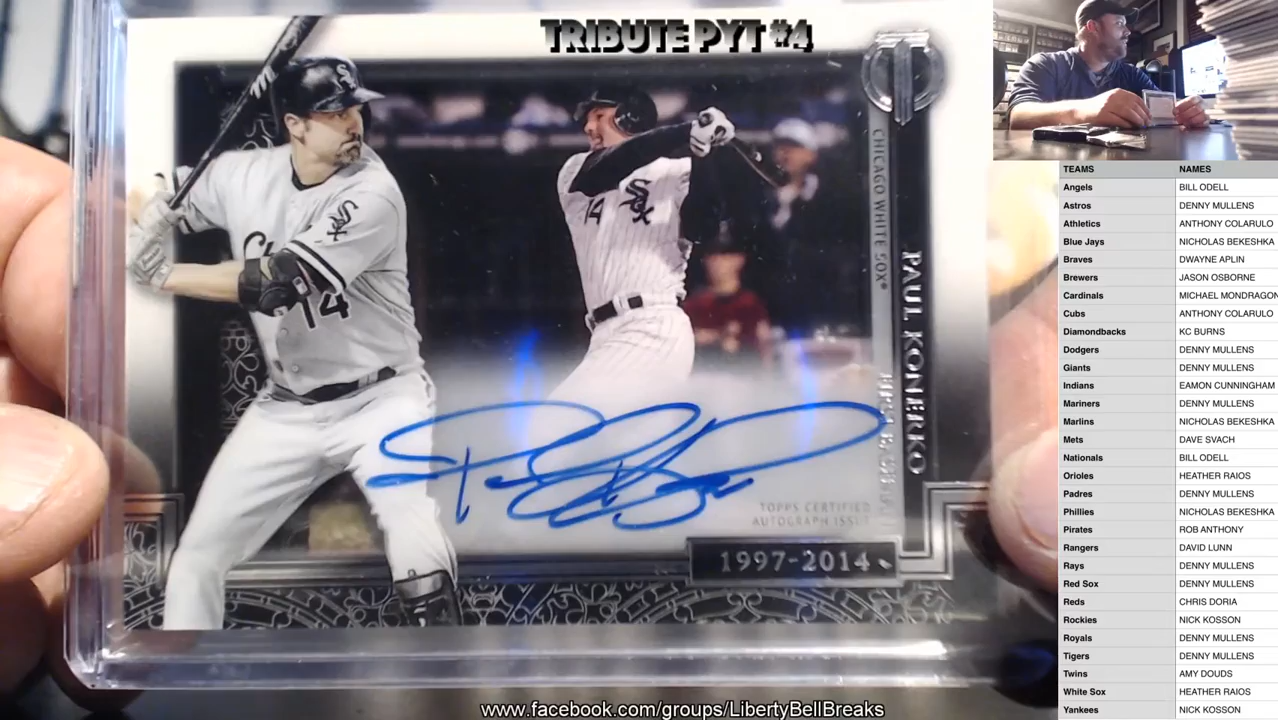 TRIBUTE PYT #4
CHICAGO WHITE SOX®
PAUL KONERKO
14
Sox
14
TOPPS CERTIFIED
AUTOGRAPH ISSUE
1997-2014
www.facebook.com/groups/LibertyBellBreaks
TEAMS NAMES
Angels BILL ODELL
Astros DENNY MULLENS
Athletics ANTHONY COLARULO
Blue Jays NICHOLAS BEKESHKA
Braves DWAYNE APLIN
Brewers JASON OSBORNE
Cardinals MICHAEL MONDRAGON
Cubs ANTHONY COLARULO
Diamondbacks KC BURNS
Dodgers DENNY MULLENS
Giants DENNY MULLENS
Indians EAMON CUNNINGHAM
Mariners DENNY MULLENS
Marlins NICHOLAS BEKESHKA
Mets DAVE SVACH
Nationals BILL ODELL
Orioles HEATHER RAIOS
Padres DENNY MULLENS
Phillies NICHOLAS BEKESHKA
Pirates ROB ANTHONY
Rangers DAVID LUNN
Rays DENNY MULLENS
Red Sox DENNY MULLENS
Reds CHRIS DORIA
Rockies NICK KOSSON
Royals DENNY MULLENS
Tigers DENNY MULLENS
Twins AMY DOUDS
White Sox HEATHER RAIOS
Yankees NICK KOSSON